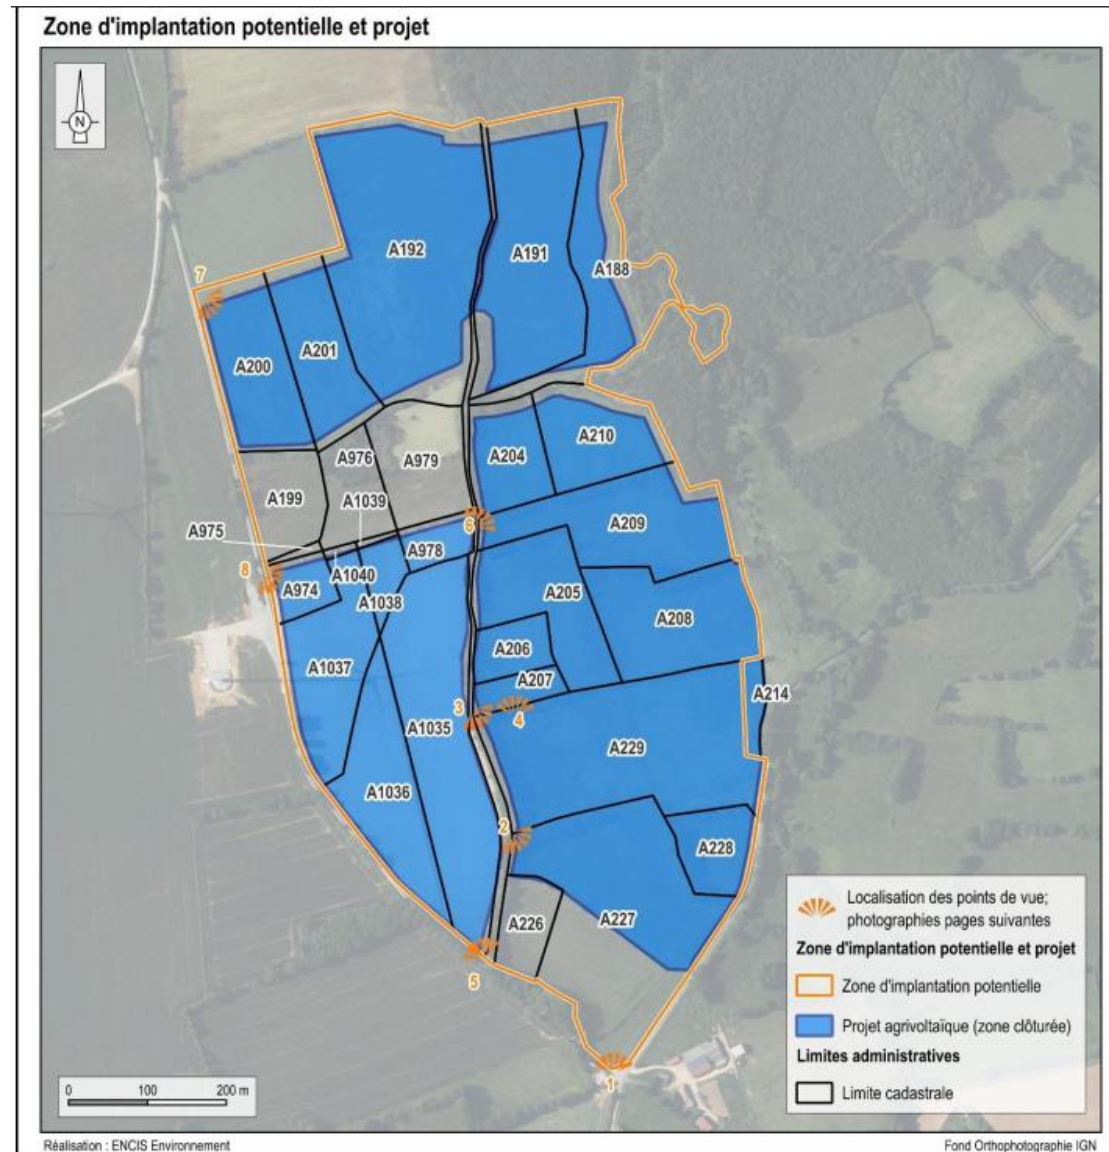 Zone d'implantation potentielle et projet
N
A192
A191
A188
7
A200
A201
A210
A204
A976
A979
A199
A1039
A209
A975
6
A978
8
A974
A1040
A1038
A205
A208
A206
A1037
A207
A214
3
4
A1035
A229
A1036
2
A228
A226
A227
5
1
Localisation des points de vue;
photographies pages suivantes
Zone d'implantation potentielle et projet
Zone d'implantation potentielle
Projet agrivoltaïque (zone clôturée)
Limites administratives
Limite cadastrale
0 100 200 m
Réalisation : ENCIS Environnement
Fond Orthophotographie IGN